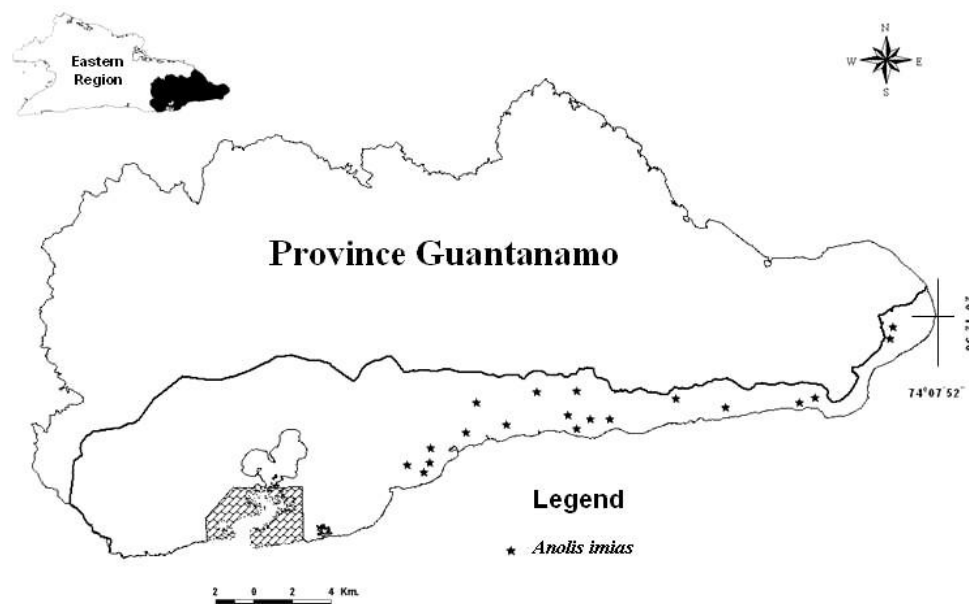 Eastern
Region
N
W E
S
Province Guantanamo
74°07'52"
Legend
Anolis imias
2 0 2 4 Km.